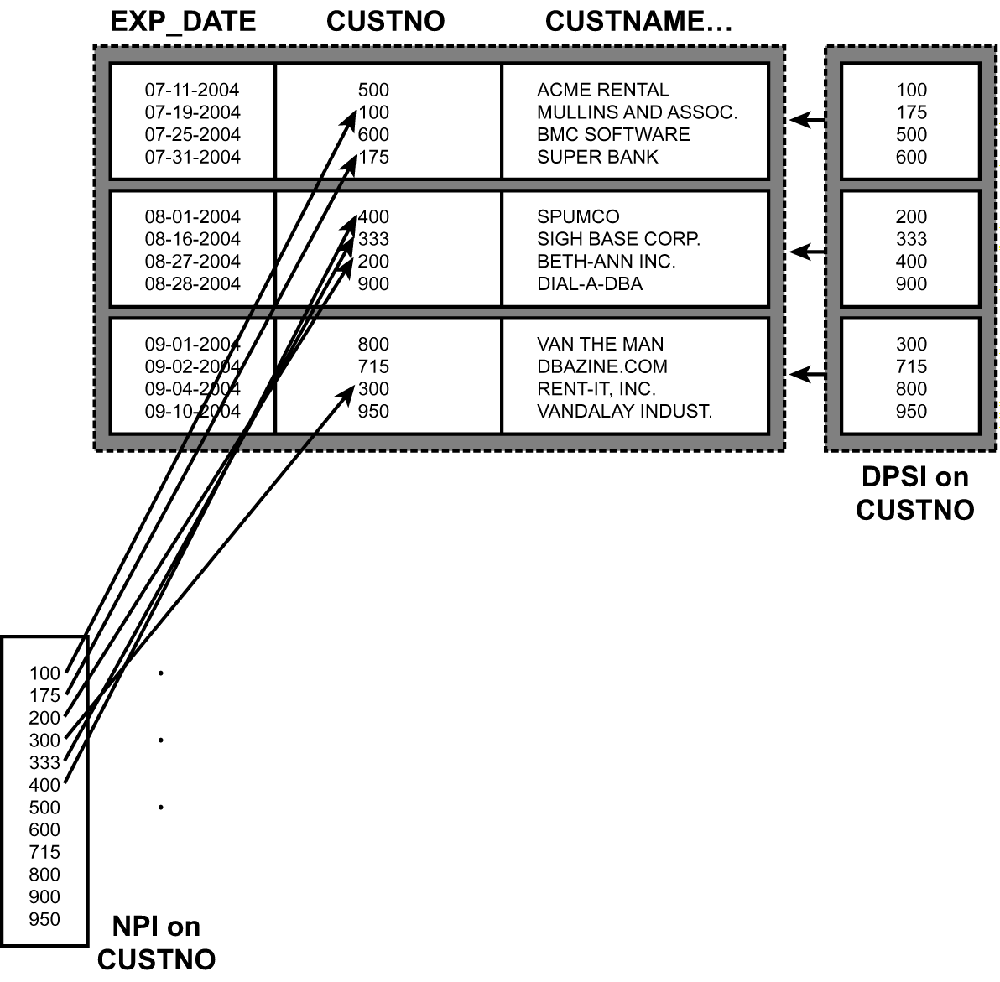 EXP_DATE CUSTNO CUSTNAME…
07-11-2004 500 ACME RENTAL 100
07-19-2004 100 MULLINS AND ASSOC. 175
07-25-2004 600 BMC SOFTWARE 500
07-31-2004 175 SUPER BANK 600
08-01-2004 400 SPUMCO 200
08-16-2004 333 SIGH BASE CORP. 333
08-27-2004 200 BETH-ANN INC. 400
08-28-2004 900 DIAL-A-DBA 900
09-01-2004 800 VAN THE MAN 300
09-02-2004 715 DBAZINE.COM 715
09-04-2004 300 RENT-IT, INC. 800
09-10-2004 950 VANDALAY INDUST. 950
DPSI on
CUSTNO
100
175
200
300
333
400
500
600
715
800
900
950
NPI on
CUSTNO